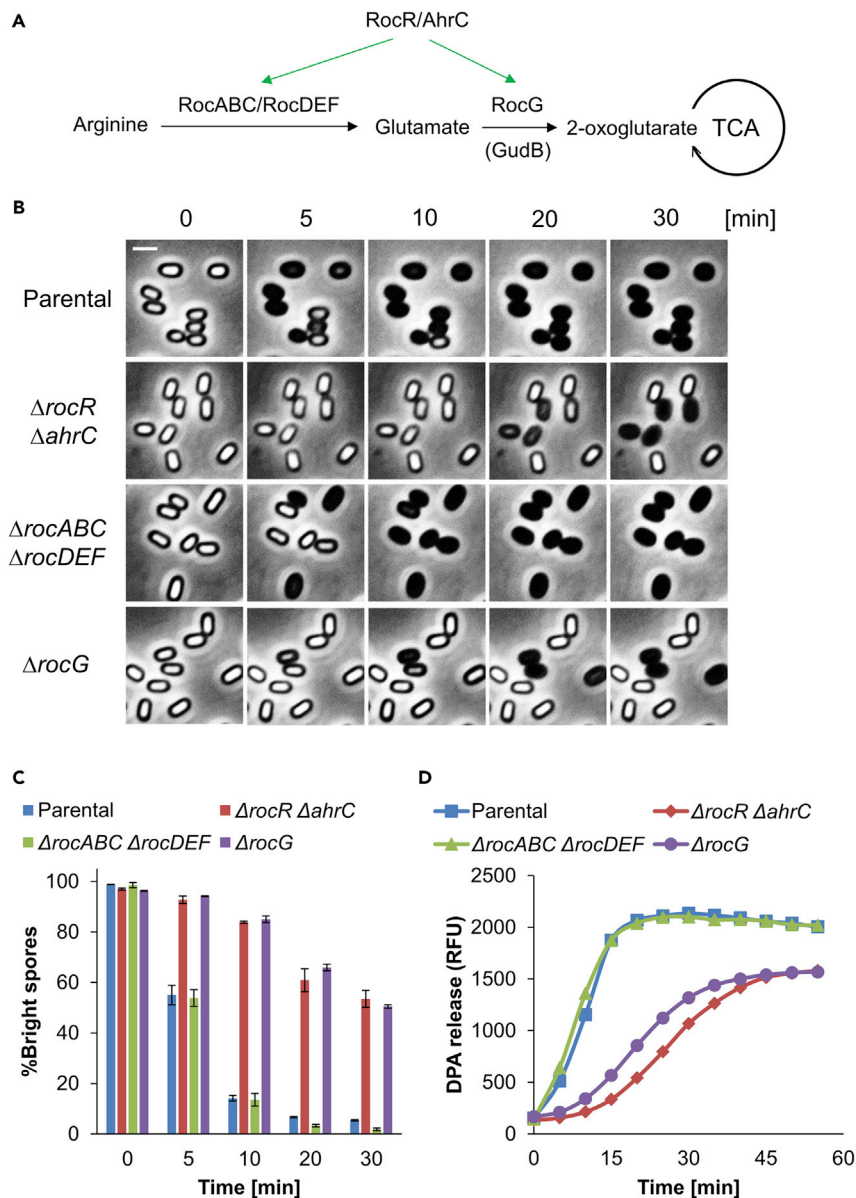 A
RocR/AhrC
RocABC/RocDEF
RocG
Arginine
Glutamate
2-oxoglutarate
TCA
(GudB)
B
0 5 10 20 30 [min]
Parental
ΔrocR
ΔahrC
ΔrocABC
ΔrocDEF
ΔrocG
C
Parental ΔrocR ΔahrC
ΔrocABC ΔrocDEF ΔrocG
%Bright spores
100
80
60
40
20
0
0 5 10 20 30
Time [min]
D
Parental ΔrocR ΔahrC
ΔrocABC ΔrocDEF ΔrocG
DPA release (RFU)
2500
2000
1500
1000
500
0
0 15 30 45 60
Time [min]